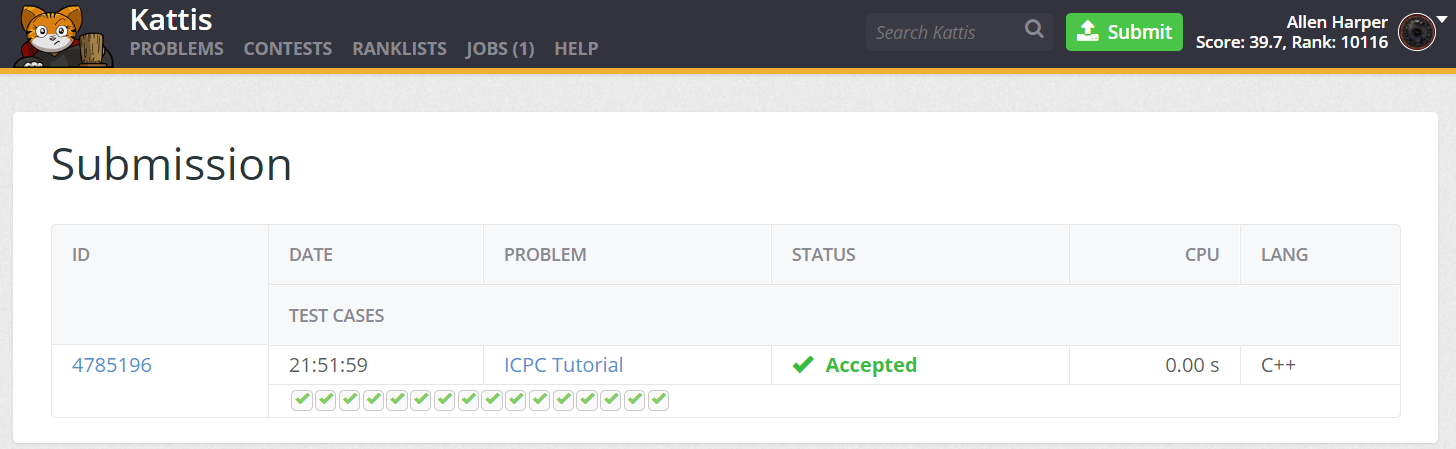 Kattis
PROBLEMS CONTESTS RANKLISTS JOBS (1) HELP
Search Kattis
Submit
Allen Harper
Score: 39.7, Rank: 10116
Submission
ID DATE PROBLEM STATUS CPU LANG
TEST CASES
4785196 21:51:59 ICPC Tutorial Accepted 0.00 s C++